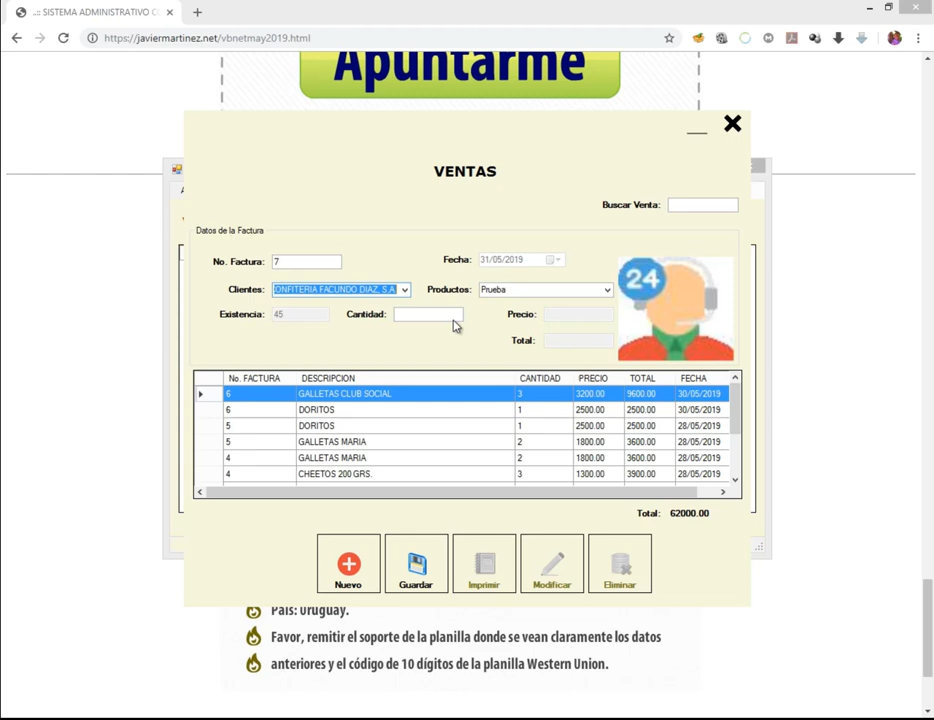 ..:: SISTEMA ADMINISTRATIVO CO
https://javiermartinez.net/vbnetmay2019.html
Apuntarme
VENTAS
Buscar Venta:
Datos de la Factura
No. Factura: 7 Fecha: 31/05/2019
Clientes: ONFITERIA FACUNDO DIAZ, S,A Productos: Prueba
24
Existencia: 45 Cantidad: Precio:
Total:
No. FACTURA DESCRIPCION CANTIDAD PRECIO TOTAL FECHA
6 GALLETAS CLUB SOCIAL 3 3200.00 9600.00 30/05/2019
6 DORITOS 1 2500.00 2500.00 30/05/2019
5 DORITOS 1 2500.00 2500.00 28/05/2019
5 GALLETAS MARIA 2 1800.00 3600.00 28/05/2019
4 GALLETAS MARIA 2 1800.00 3600.00 28/05/2019
4 CHEETOS 200 GRS. 3 1300.00 3900.00 28/05/2019
Total: 62000.00
Nuevo Guardar Imprimir Modificar Eliminar
País: Uruguay.
Favor, remitir el soporte de la planilla donde se vean claramente los datos
anteriores y el código de 10 dígitos de la planilla Western Union.